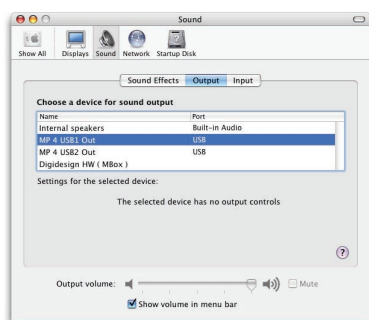 Sound
Show All Displays Sound Network Startup Disk
Sound Effects Output Input
Choose a device for sound output
Name Port
Internal speakers Built-in Audio
MP 4 USB1 Out USB
MP 4 USB2 Out USB
Digidesign HW ( MBox )
Settings for the selected device:
The selected device has no output controls
?
Output volume: Mute
Show volume in menu bar